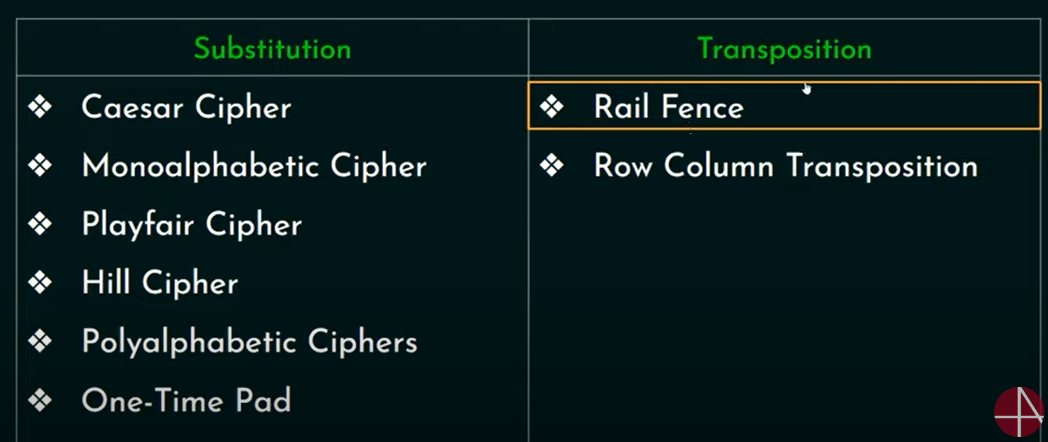 Substitution
Transposition
❖ Caesar Cipher
❖ Rail Fence
❖ Monoalphabetic Cipher
❖ Row Column Transposition
❖ Playfair Cipher
❖ Hill Cipher
❖ Polyalphabetic Ciphers
❖ One-Time Pad